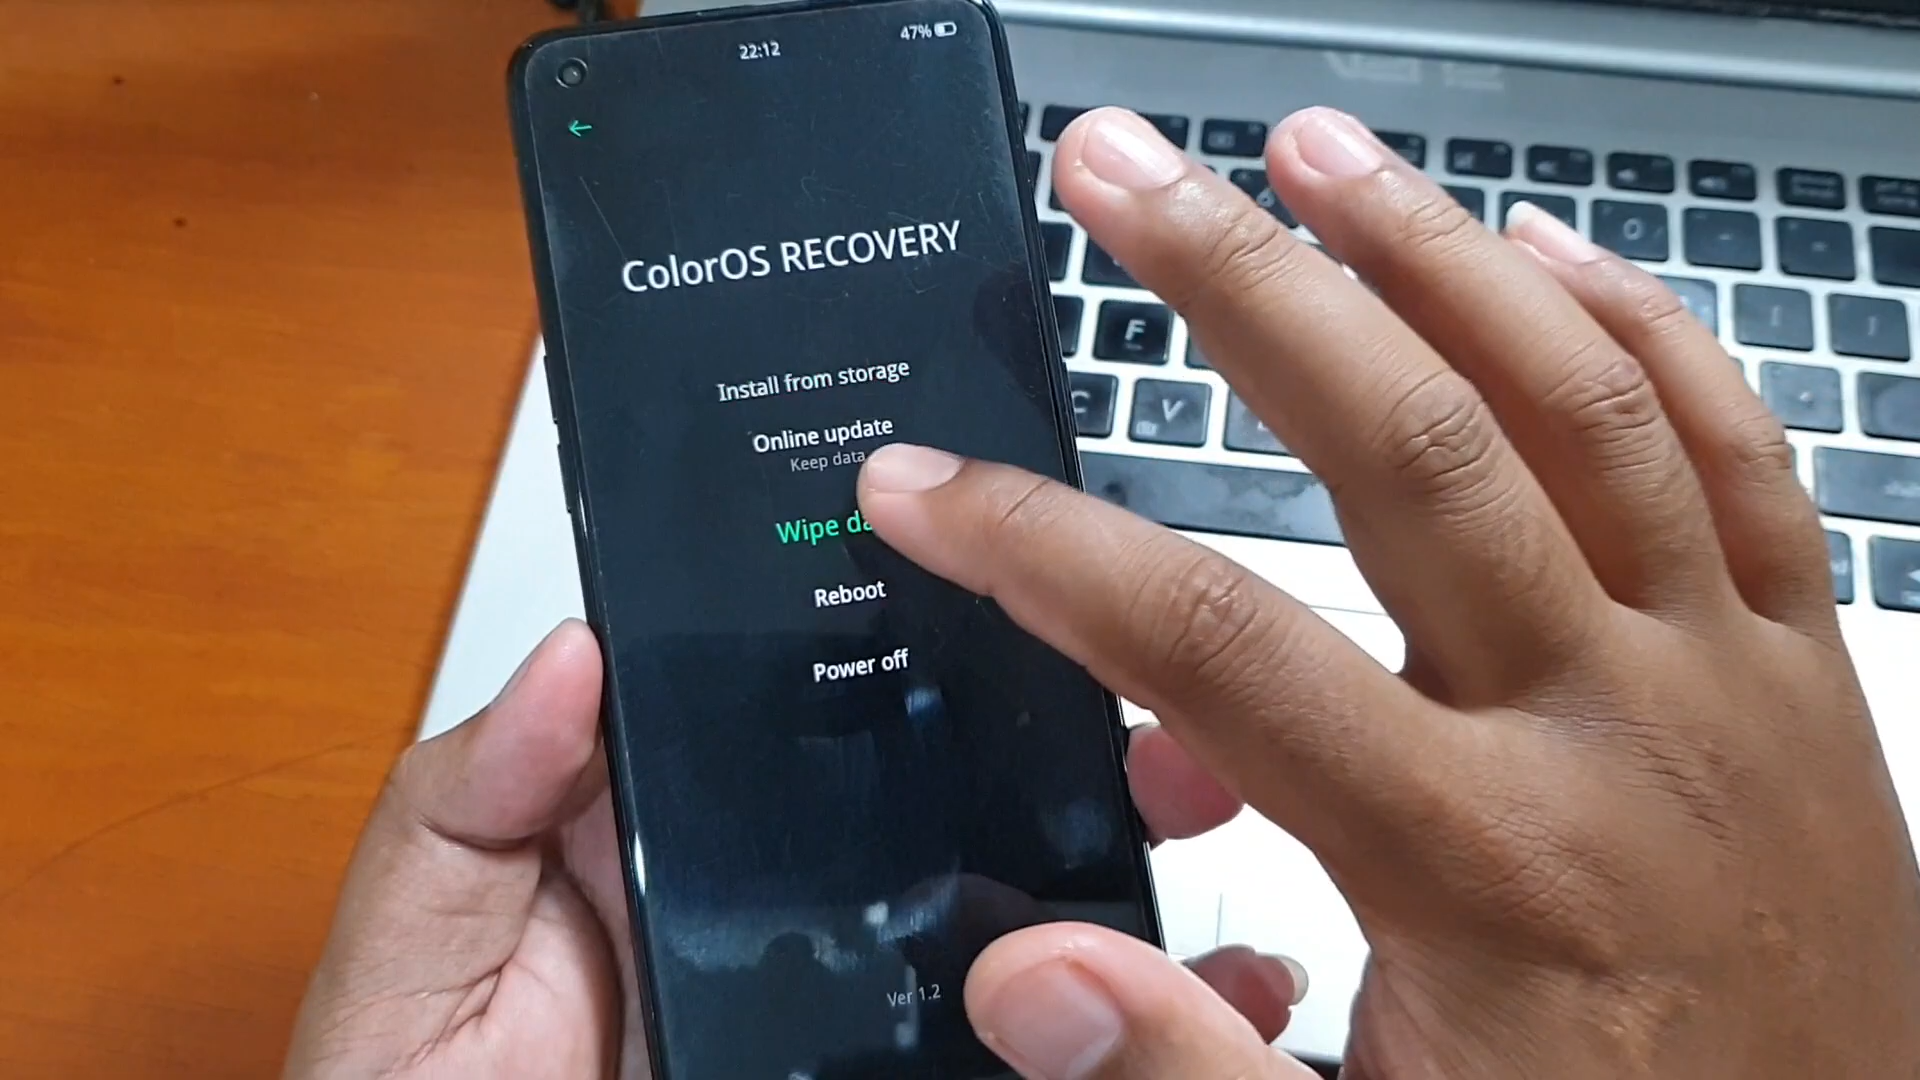 22:12
47%
ColorOS RECOVERY
Install from storage
Online update
Keep data
Wipe da
Reboot
Power off
Ver 1.2
F
C
V
O